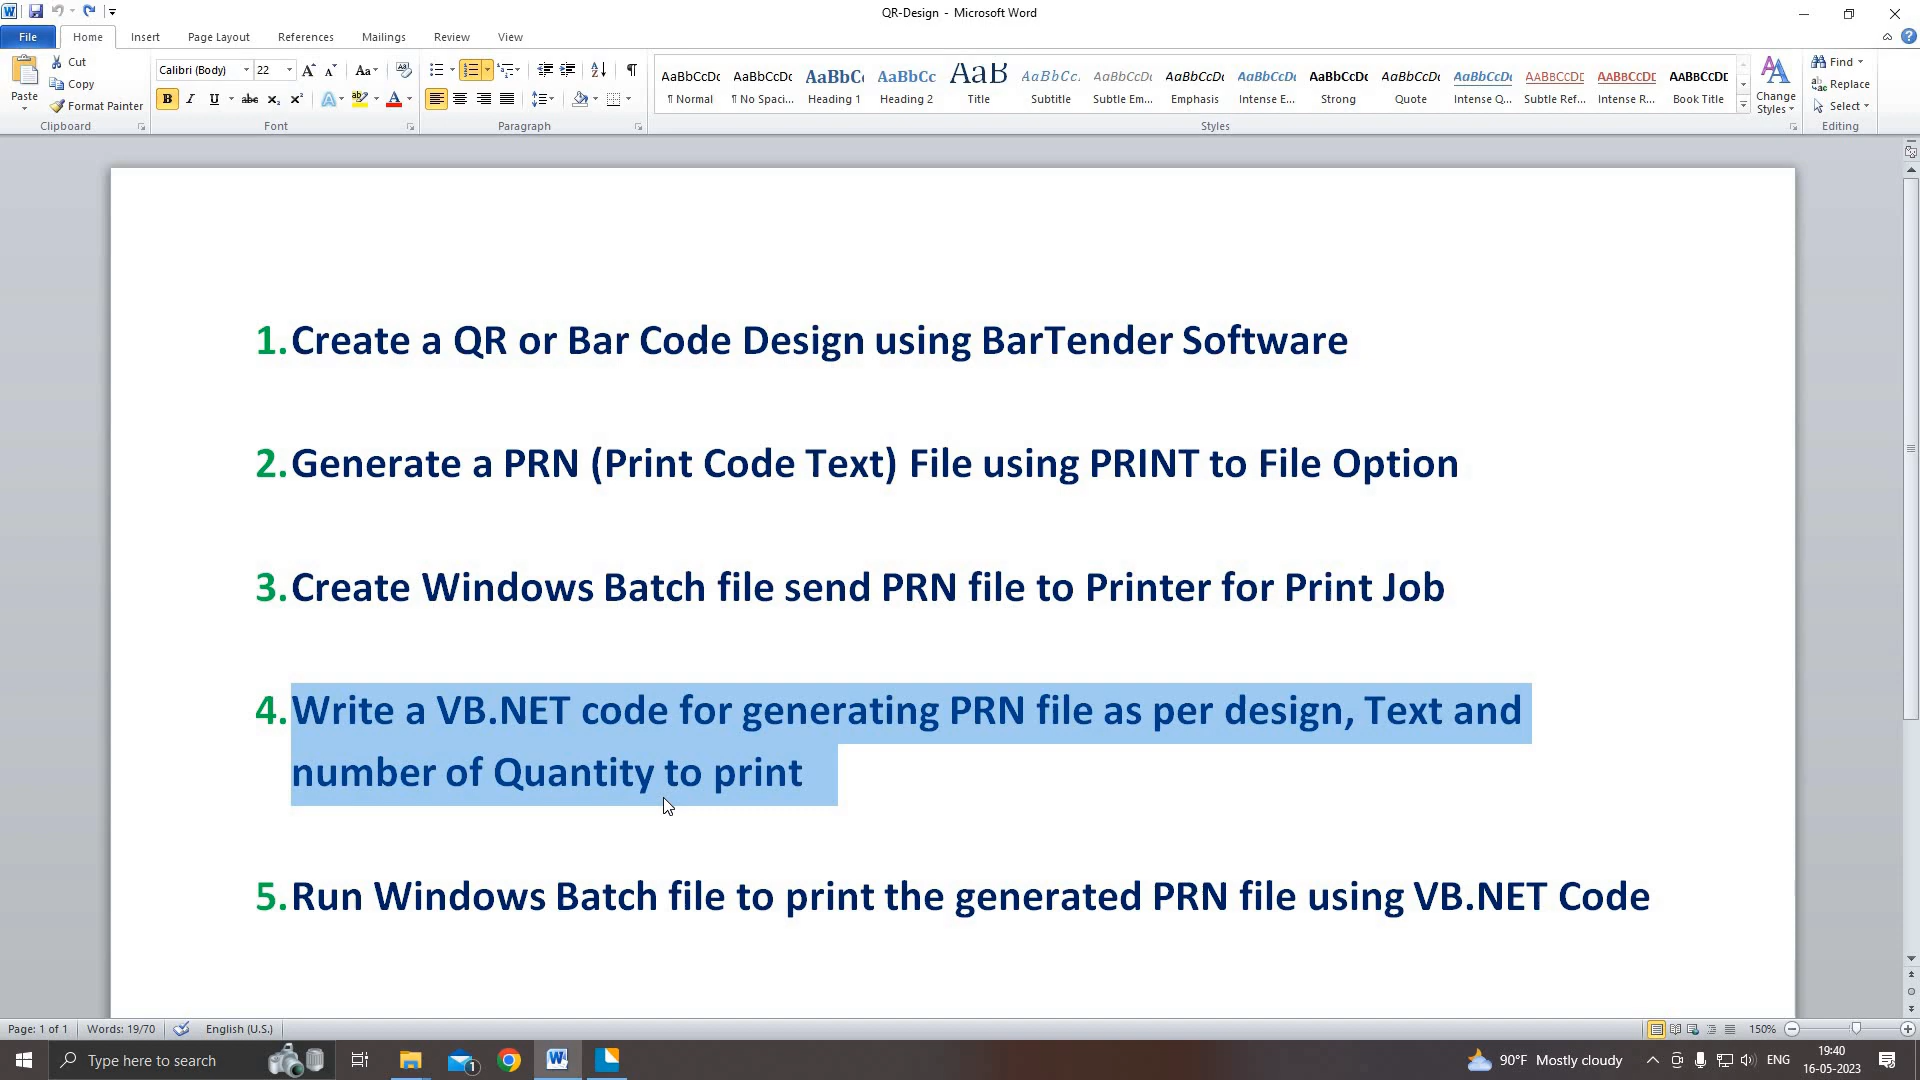 QR-Design - Microsoft Word
File Home Insert Page Layout References Mailings Review View
Paste
Cut
Copy
Format Painter
Clipboard
Calibri (Body) 22
Font
Paragraph
AaBbCcDc AaBbCcDc AaBbC AaBbCc AaB AaBbCc. AaBbCcDc AaBbCcDc AaBbCcDc AaBbCcDc AaBbCcDc AaBbCcDc AABBCCDC AABBCCDC AABBCCDC
¶ Normal ¶ No Spaci... Heading 1 Heading 2 Title Subtitle Subtle Em... Emphasis Intense E... Strong Quote Intense Q... Subtle Ref... Intense R... Book Title
Styles
Change
Styles
Find
Replace
Select
Editing
1. Create a QR or Bar Code Design using BarTender Software
2. Generate a PRN (Print Code Text) File using PRINT to File Option
3. Create Windows Batch file send PRN file to Printer for Print Job
4. Write a VB.NET code for generating PRN file as per design, Text and
number of Quantity to print
5. Run Windows Batch file to print the generated PRN file using VB.NET Code
Page: 1 of 1 Words: 19/70 English (U.S.) 150%
Type here to search
1
90°F Mostly cloudy
ENG
19:40
16-05-2023